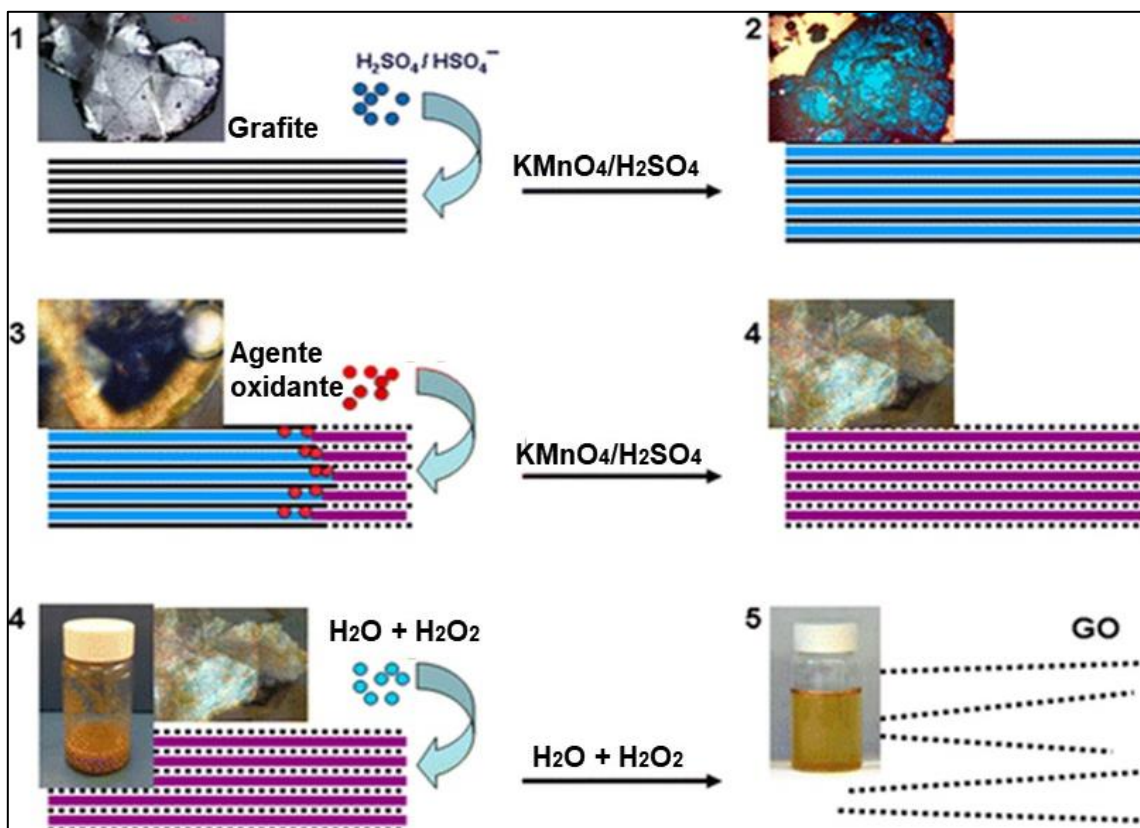 1
H₂SO₄ / HSO₄⁻
Grafite
KMnO₄/H₂SO₄
2
3
Agente
oxidante
KMnO₄/H₂SO₄
4
4
H₂O + H₂O₂
H₂O + H₂O₂
5
GO